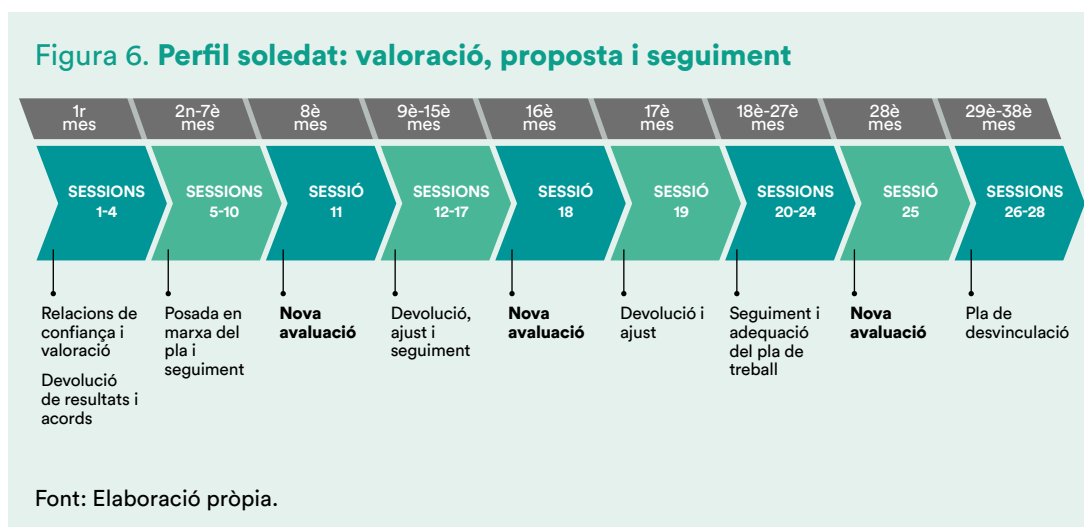 Figura 6. Perfil soledat: valoració, proposta i seguiment
1r
mes
2n-7è
mes
8è
mes
9è-15è
mes
16è
mes
17è
mes
18è-27è
mes
28è
mes
29è-38è
mes
SESSIONS
1-4
SESSIONS
5-10
SESSIÓ
11
SESSIONS
12-17
SESSIÓ
18
SESSIÓ
19
SESSIONS
20-24
SESSIÓ
25
SESSIONS
26-28
Relacions de
confiança i
valoració
Devolució
de resultats i
acords
Posada en
marxa del
pla i
seguiment
Nova
avaluació
Devolució,
ajust i
seguiment
Nova
avaluació
Devolució i
ajust
Seguiment i
adequació
del pla de
treball
Nova
avaluació
Pla de
desvinculació
Font: Elaboració pròpia.